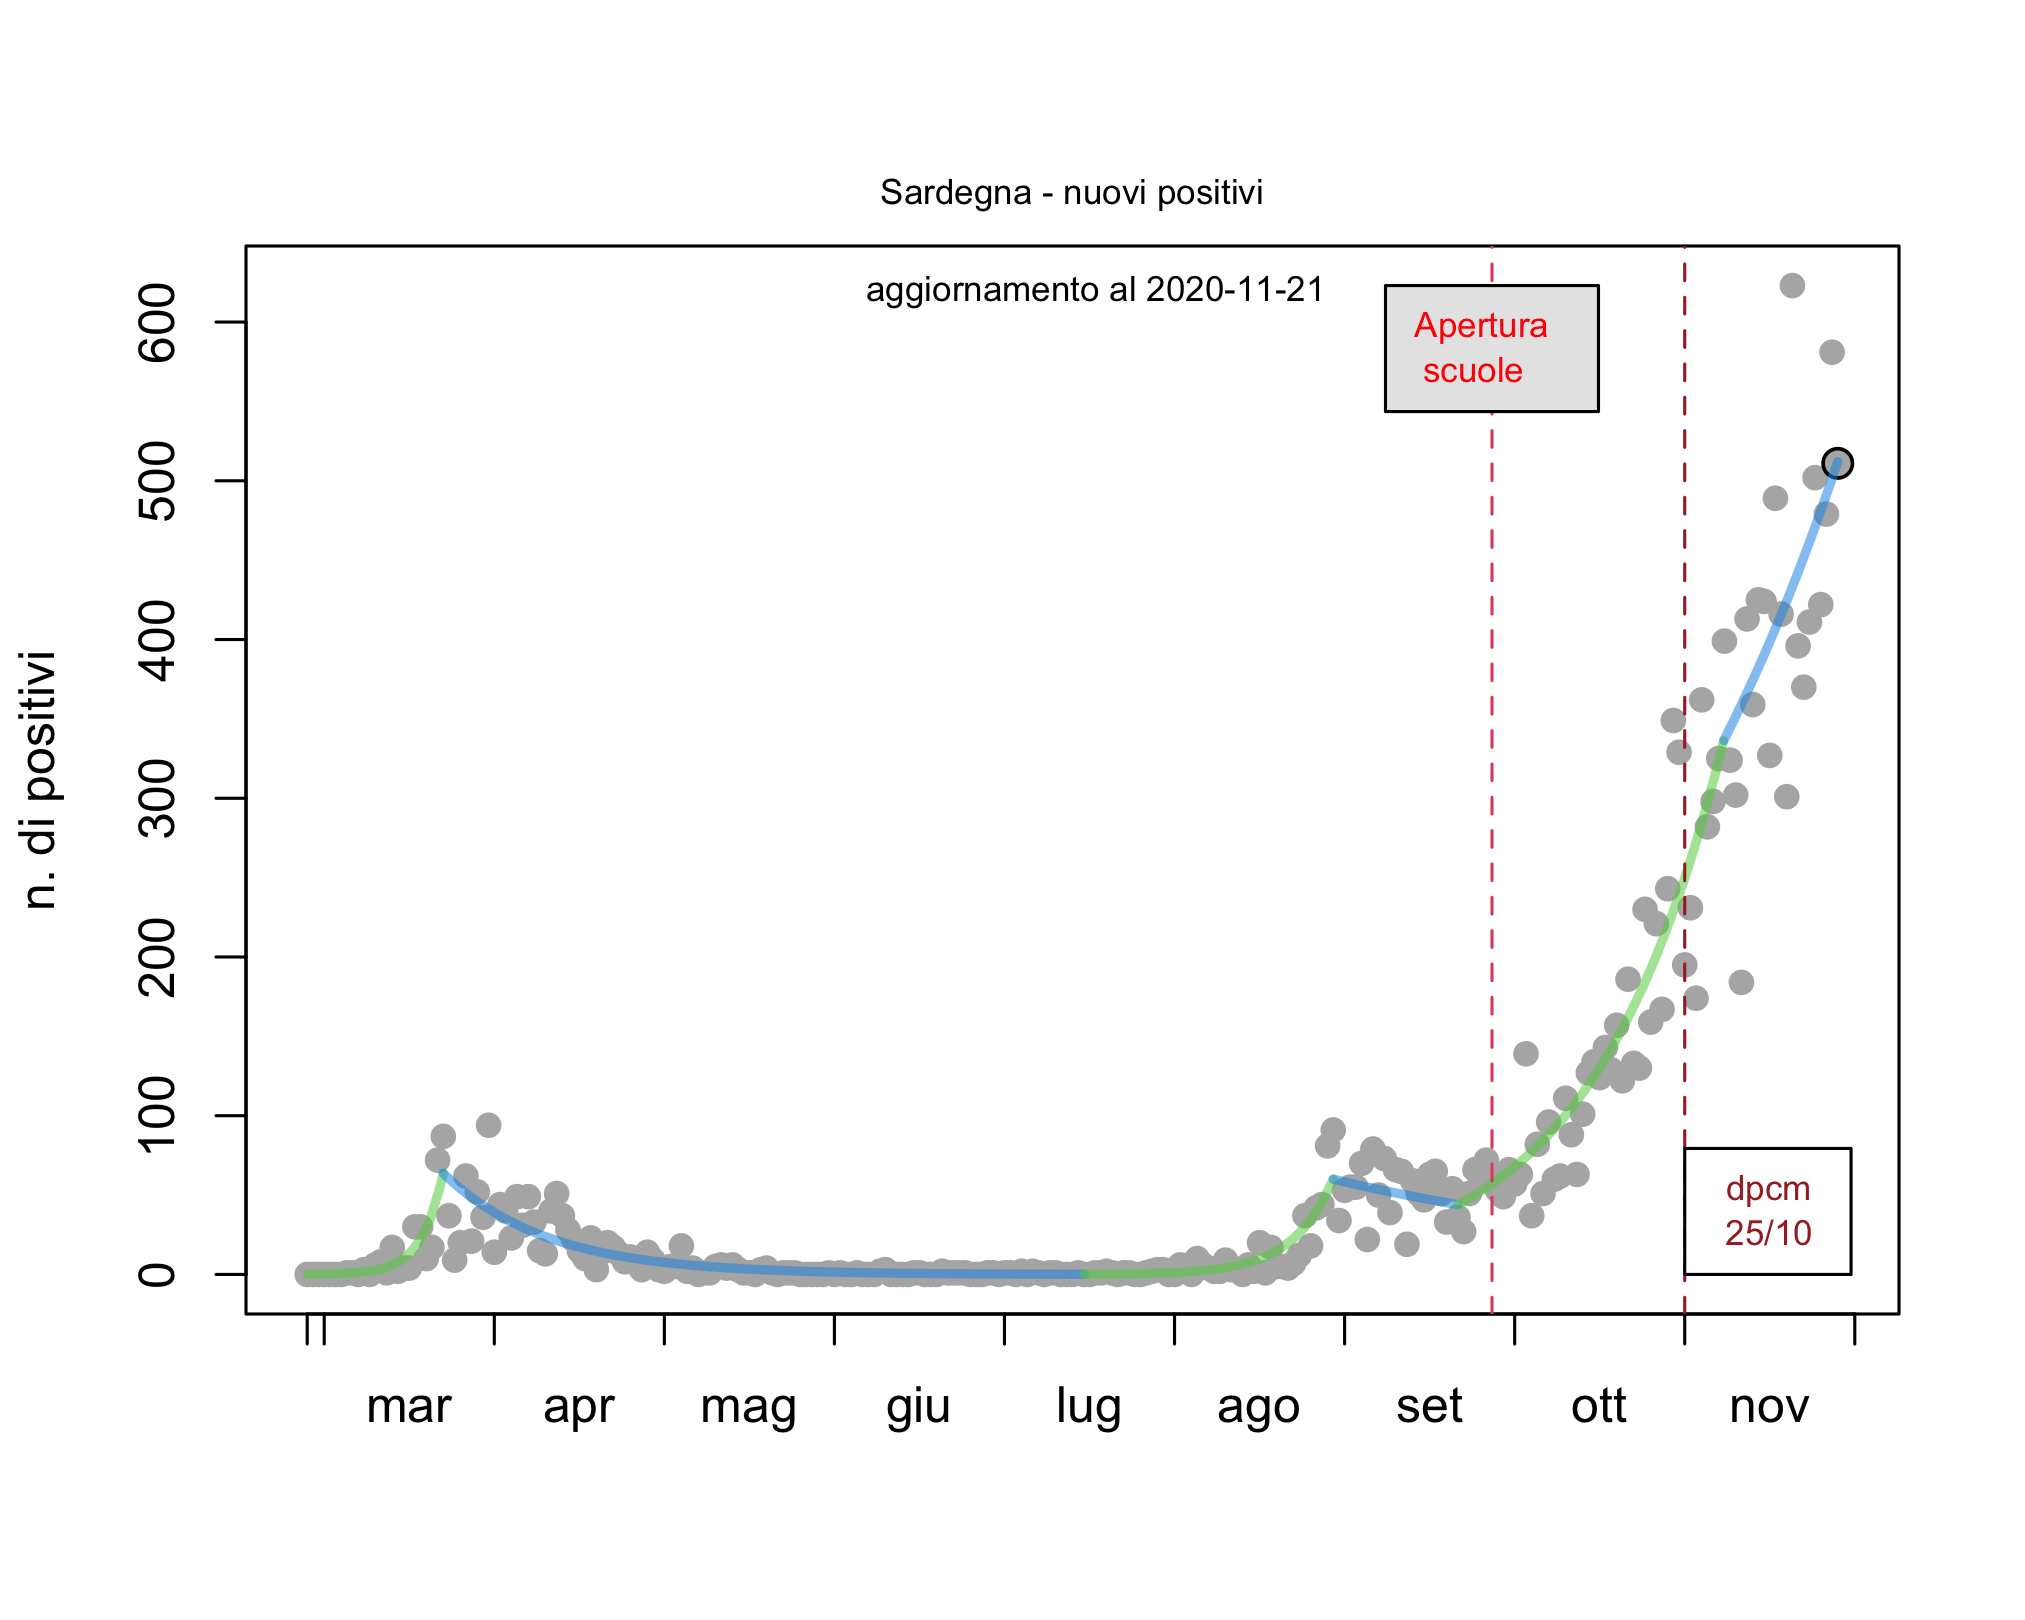 Sardegna - nuovi positivi
aggiornamento al 2020-11-21
Apertura
scuole
n. di positivi
600
500
400
300
200
100
0
dpcm
25/10
mar apr mag giu lug ago set ott nov